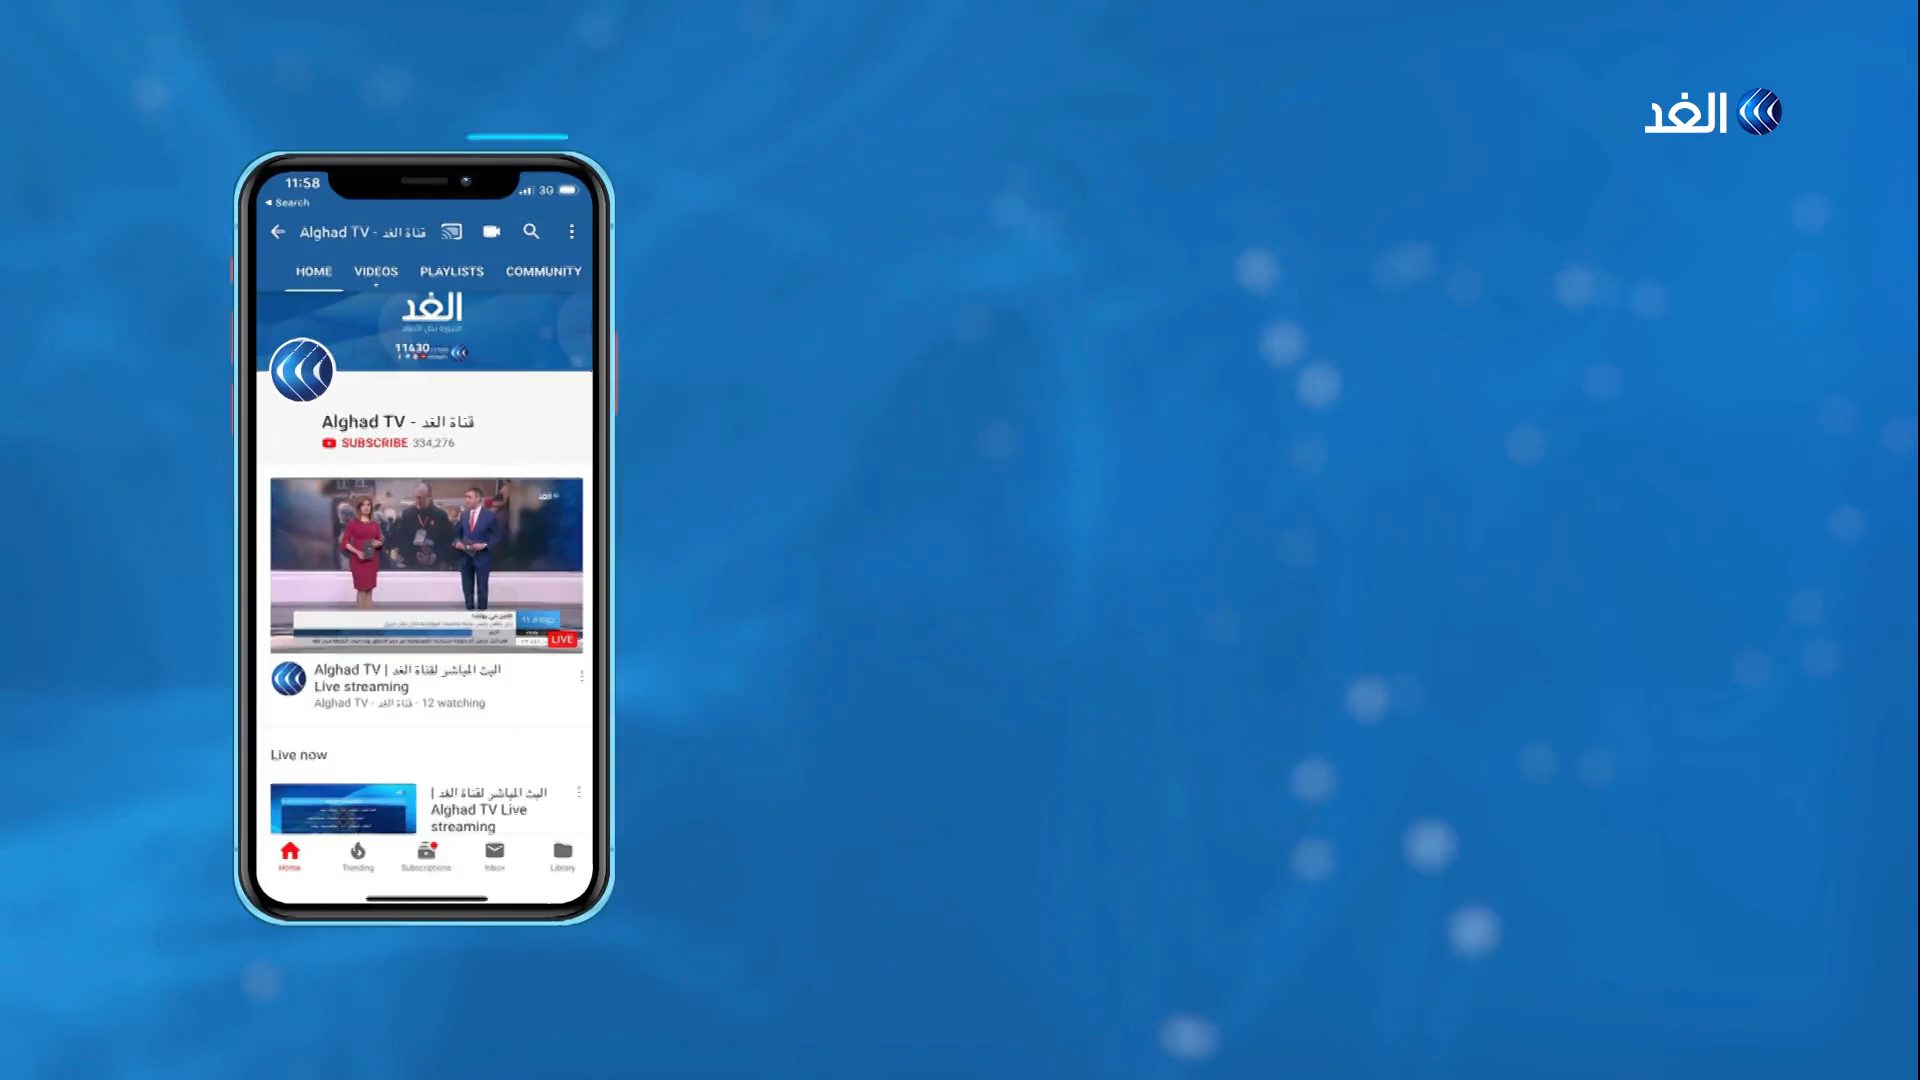 الغد
11:58
3G
Search
Alghad TV - قناة الغد
HOME VIDEOS PLAYLISTS COMMUNITY
الغد
11430
Alghad TV - قناة الغد
SUBSCRIBE 334,276
الغد
LIVE
Alghad TV | البث المباشر لقناة الغد
Live streaming
Alghad TV - قناة الغد - 12 watching
Live now
البث المباشر لقناة الغد |
Alghad TV Live
streaming
Home Trending Subscriptions Inbox Library